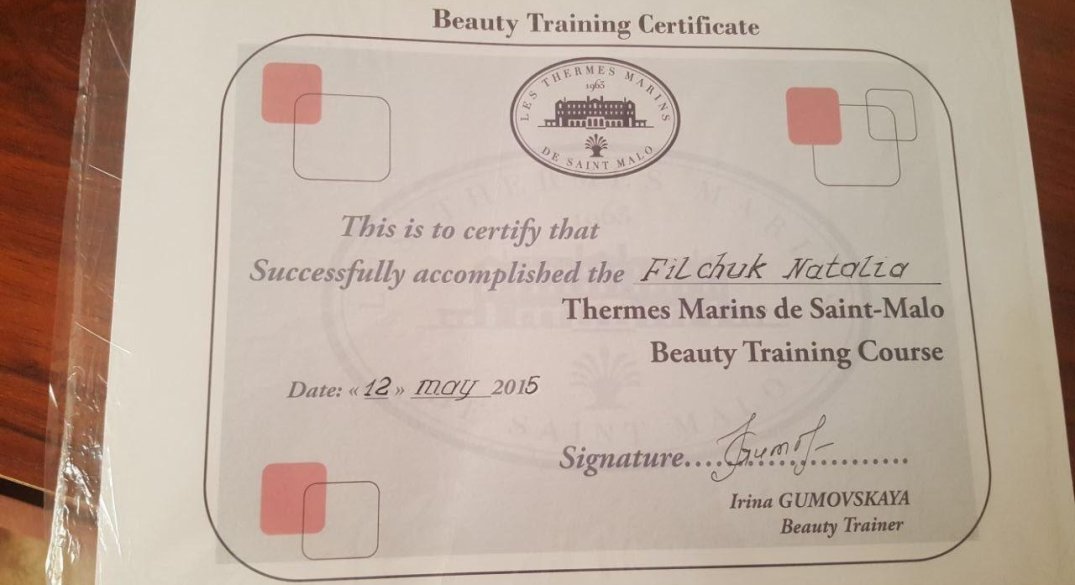 Beauty Training Certificate
LES THERMES MARINS
1963
DE SAINT MALO
This is to certify that
Successfully accomplished the Filchuk Natalia
Thermes Marins de Saint-Malo
Beauty Training Course
Date: «12» may 2015
Signature....................
Irina GUMOVSKAYA
Beauty Trainer